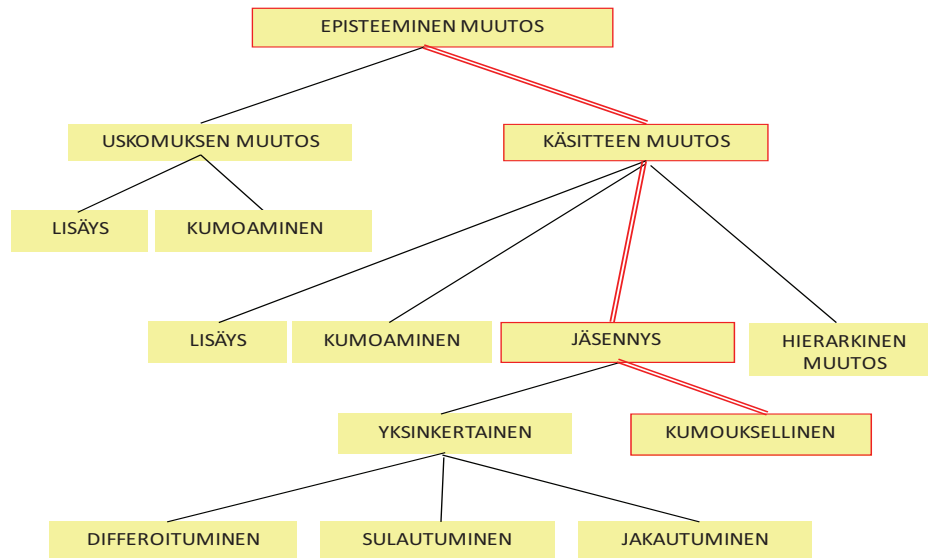 EPISTEEMINEN MUUTOS
USKOMUKSEN MUUTOS
KÄSITTEEN MUUTOS
LISÄYS
KUMOAMINEN
LISÄYS
KUMOAMINEN
JÄSENNYS
HIERARKINEN
MUUTOS
YKSINKERTAINEN
KUMOUKSELLINEN
DIFFEROITUMINEN
SULAUTUMINEN
JAKAUTUMINEN